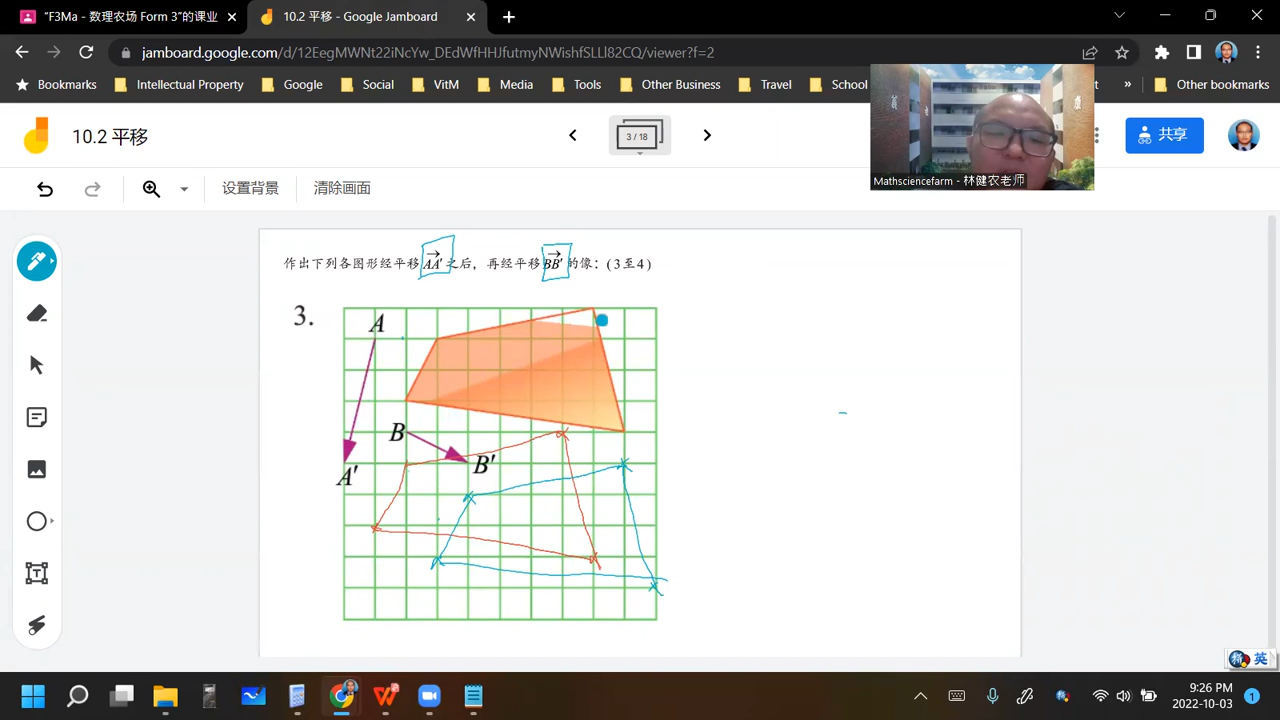 "F3Ma - 数理农场 Form 3"的课业
10.2 平移 - Google Jamboard
jamboard.google.com/d/12EegMWNt22iNcYw_DEdWfHHJfutmyNWishfSLLl82CQ/viewer?f=2
Bookmarks
Intellectual Property
Google
Social
VitM
Media
Tools
Other Business
Travel
School
»
Other bookmarks
10.2 平移
3 / 18
共享
Mathsciencefarm - 林健农老师
设置背景
清除画面
作出下列各图形经平移AA′之后，再经平移BB′的像：(3至4)
3.
A
B
B′
A′
英
9:26 PM
2022-10-03
1